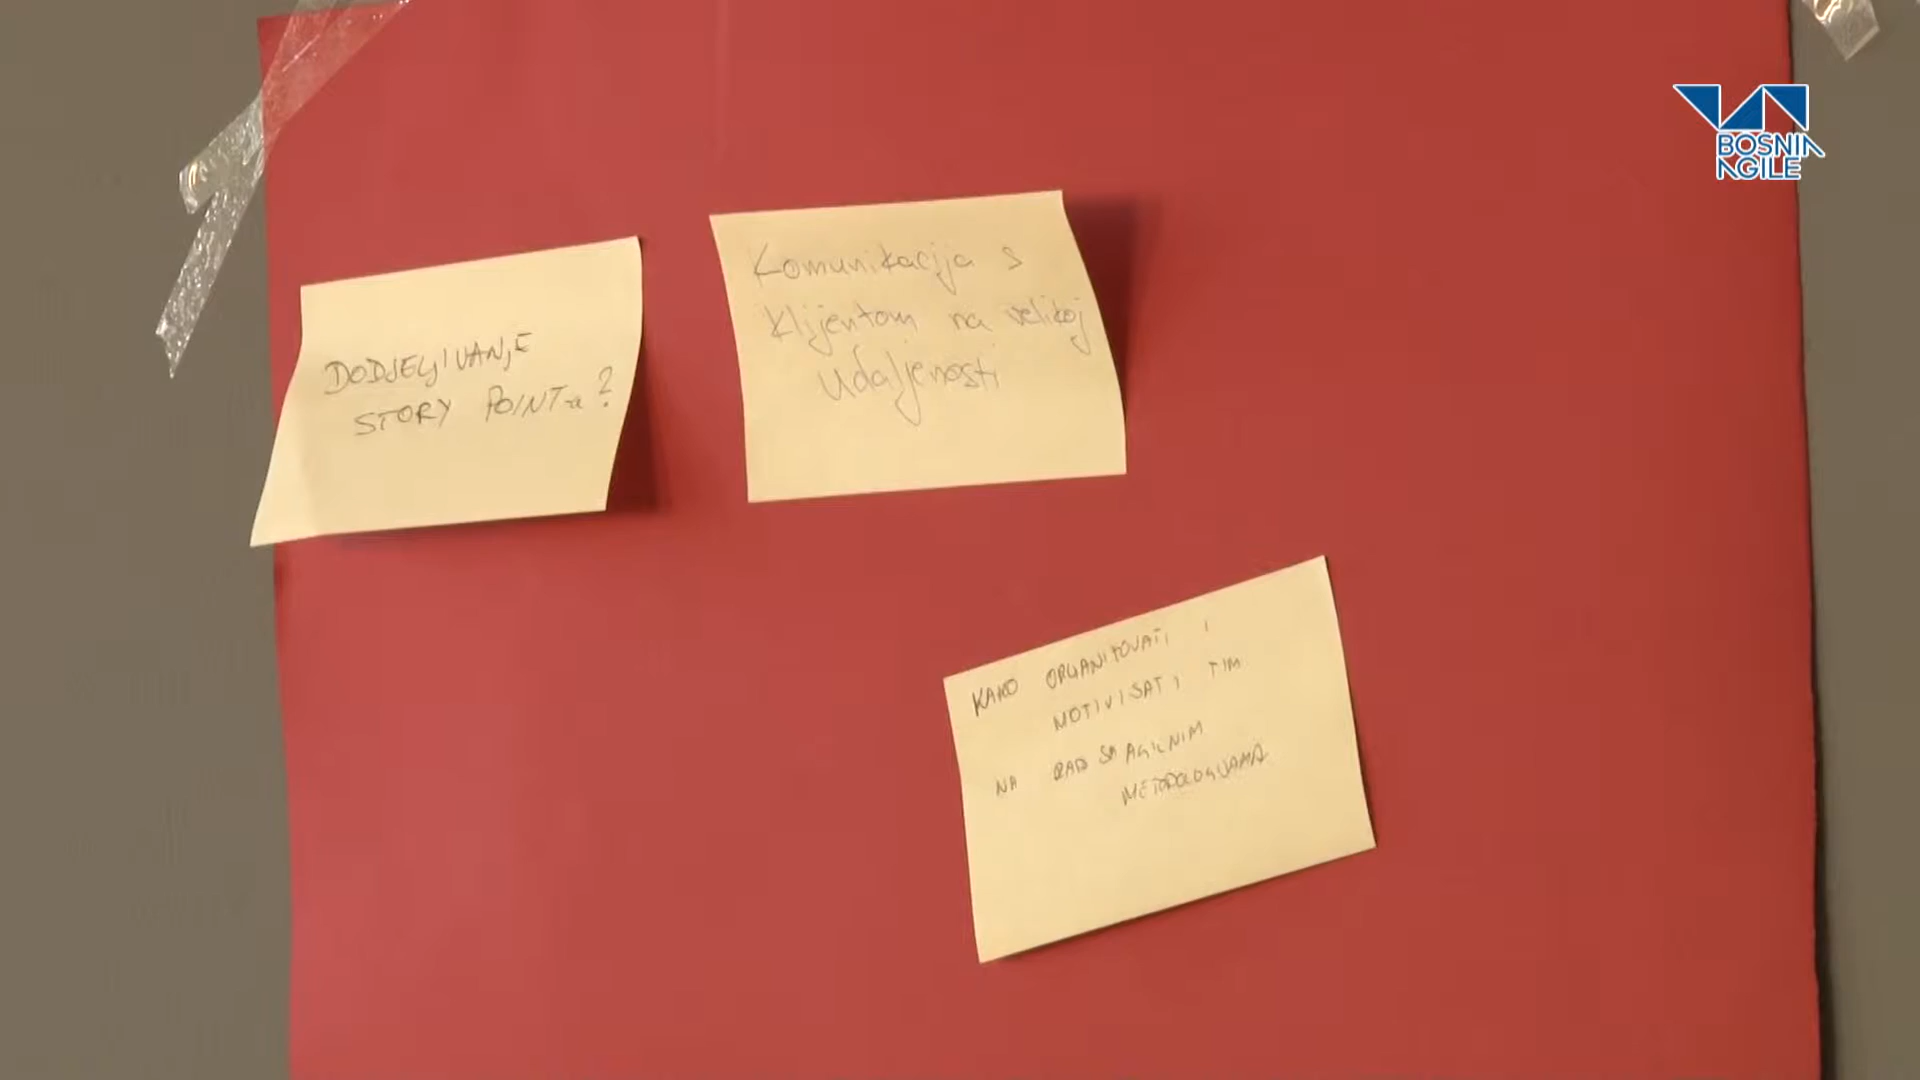 DODJELJIVANJE
STORY POINT-a?
Komunikacija s
klijentom na velikoj
udaljenosti
KAKO ORGANIZOVATI I
MOTIVISATI TIM
NA RAD SA AGILNIM
METODOLOGIJAMA
BOSNIA
AGILE